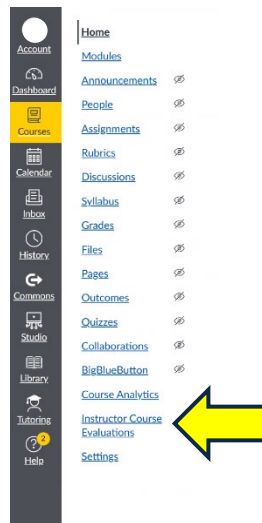 Account
Dashboard
Courses
Calendar
Inbox
History
Commons
Studio
Library
Tutoring
2
Help
Home
Modules
Announcements
People
Assignments
Rubrics
Discussions
Syllabus
Grades
Files
Pages
Outcomes
Quizzes
Collaborations
BigBlueButton
Course Analytics
Instructor Course
Evaluations
Settings